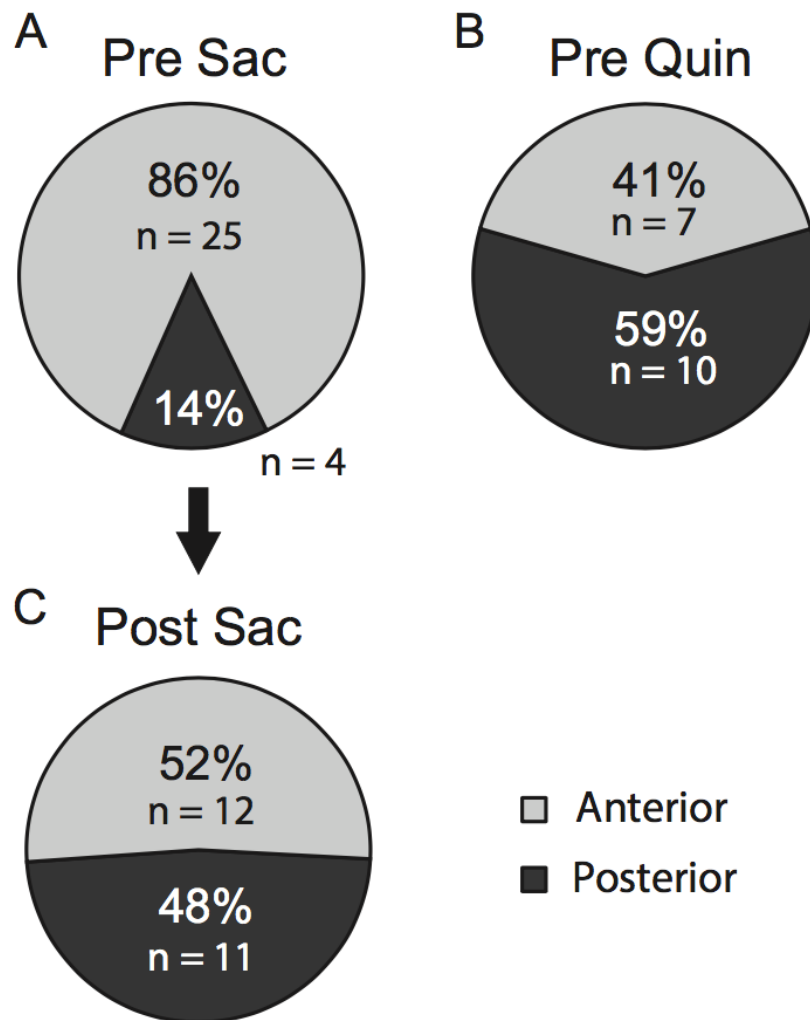 A
Pre Sac
86%
n = 25
14%
n = 4
B
Pre Quin
41%
n = 7
59%
n = 10
C
Post Sac
52%
n = 12
48%
n = 11
Anterior
Posterior